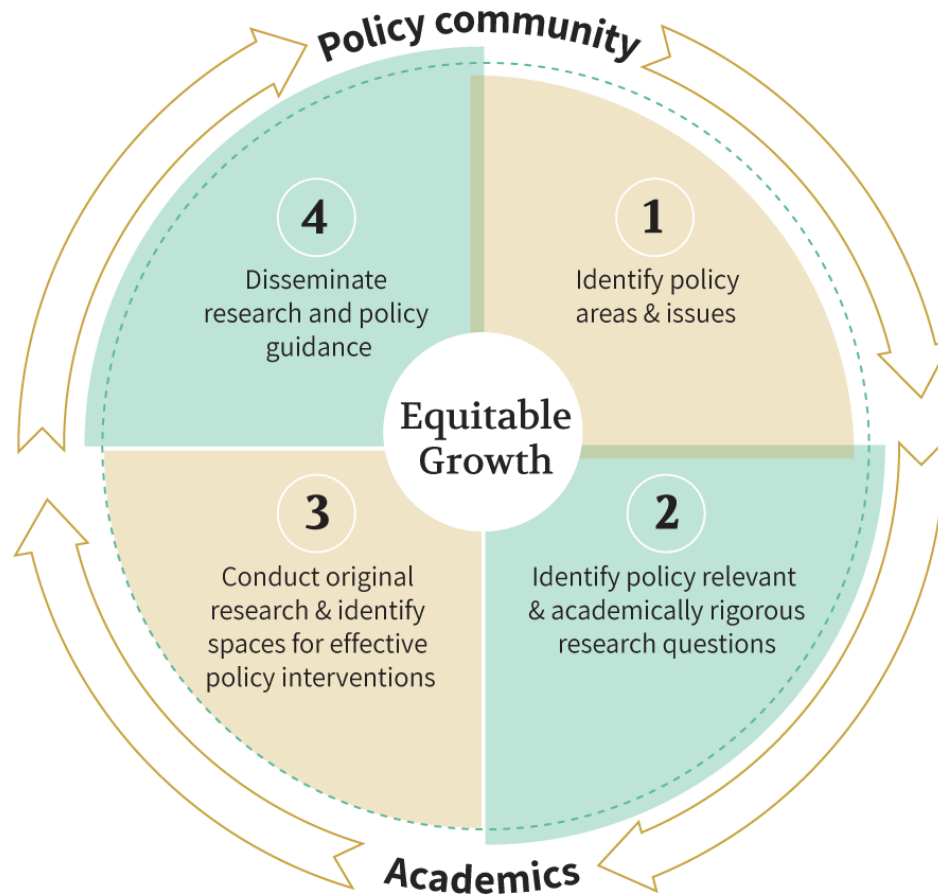 Policy community
1
Identify policy
areas & issues
2
Identify policy relevant
& academically rigorous
research questions
3
Conduct original
research & identify
spaces for effective
policy interventions
4
Disseminate
research and policy
guidance
Equitable
Growth
Academics